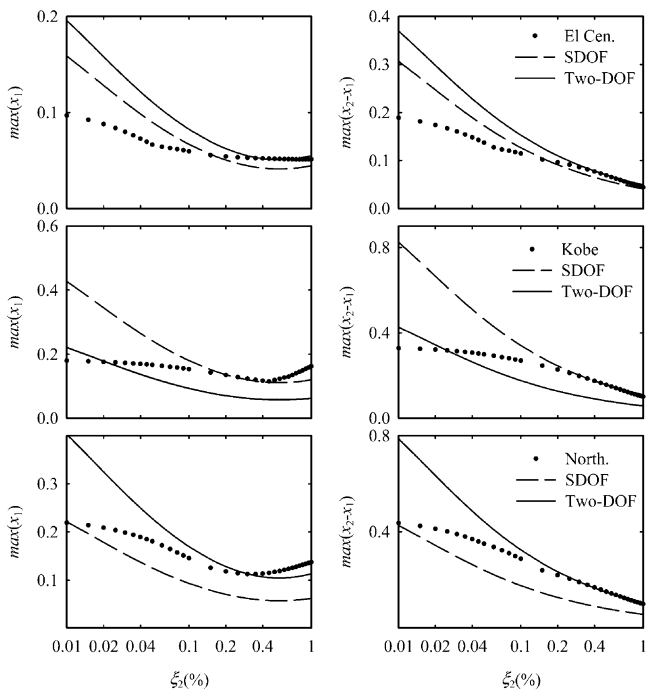 0.2
0.1
0.0
max(x₁)
0.4
0.3
0.2
0.1
0.0
max(x₂-x₁)
El Cen.
SDOF
Two-DOF
0.6
0.4
0.2
0.0
max(x₁)
0.8
0.4
0.0
max(x₂-x₁)
Kobe
SDOF
Two-DOF
0.3
0.2
0.1
max(x₁)
0.8
0.4
max(x₂-x₁)
North.
SDOF
Two-DOF
0.01 0.02 0.04 0.1 0.2 0.4 1
0.01 0.02 0.04 0.1 0.2 0.4 1
ξ₂(%)
ξ₂(%)